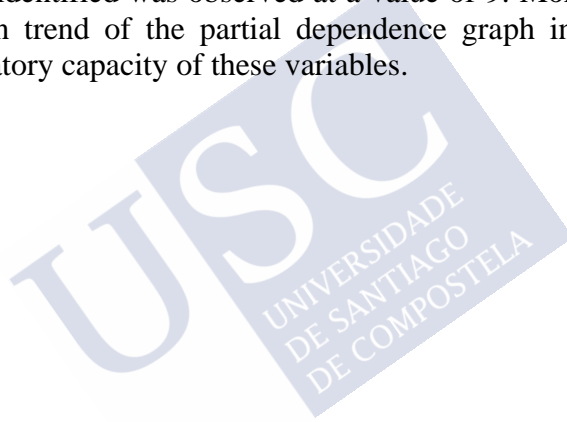 identified was observed at a value of 9. Mo
trend of the partial dependence graph in
atory capacity of these variables.
USC
UNIVERSIDADE
DE SANTIAGO
DE COMPOSTELA